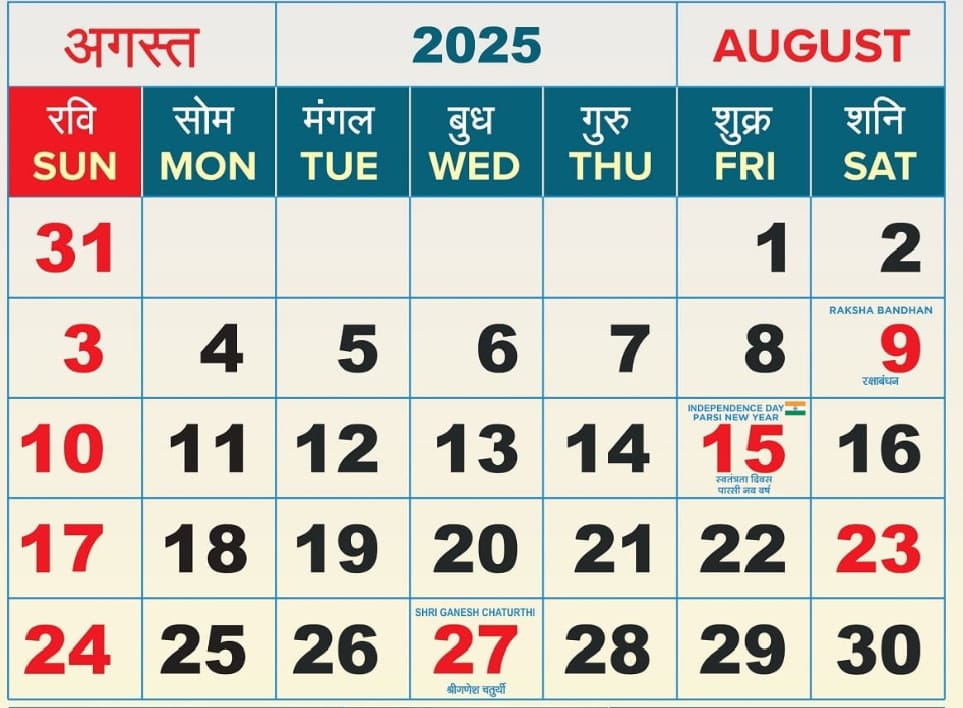 अगस्त 2025 AUGUST
रवि सोम मंगल बुध गुरु शुक्र शनि
SUN MON TUE WED THU FRI SAT
31 1 2
RAKSHA BANDHAN
3 4 5 6 7 8 9
रक्षाबंधन
INDEPENDENCE DAY
PARSI NEW YEAR
10 11 12 13 14 15 16
स्वतंत्रता दिवस
पारसी नव वर्ष
17 18 19 20 21 22 23
SHRI GANESH CHATURTHI
24 25 26 27 28 29 30
श्रीगणेश चतुर्थी